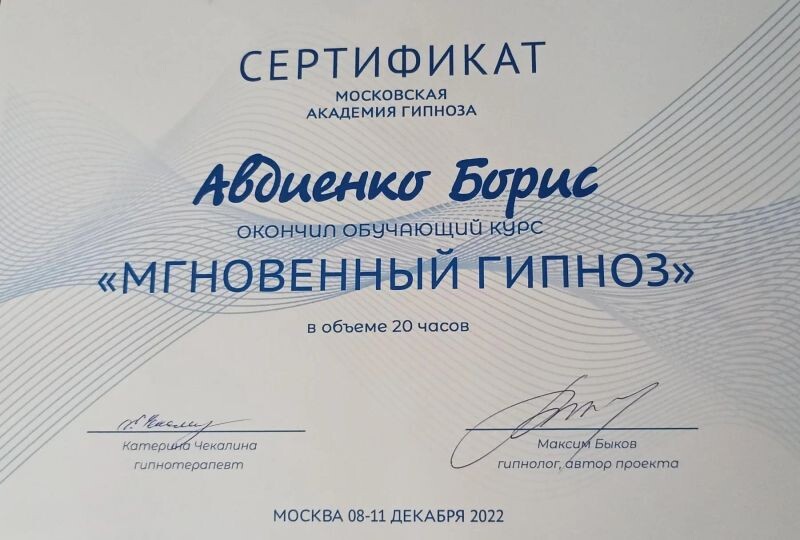 СЕРТИФИКАТ
МОСКОВСКАЯ
АКАДЕМИЯ ГИПНОЗА
Авдиенко Борис
ОКОНЧИЛ ОБУЧАЮЩИЙ КУРС
«МГНОВЕННЫЙ ГИПНОЗ»
в объеме 20 часов
Катерина Чекалина
гипнотерапевт
Максим Быков
гипнолог, автор проекта
МОСКВА 08-11 ДЕКАБРЯ 2022